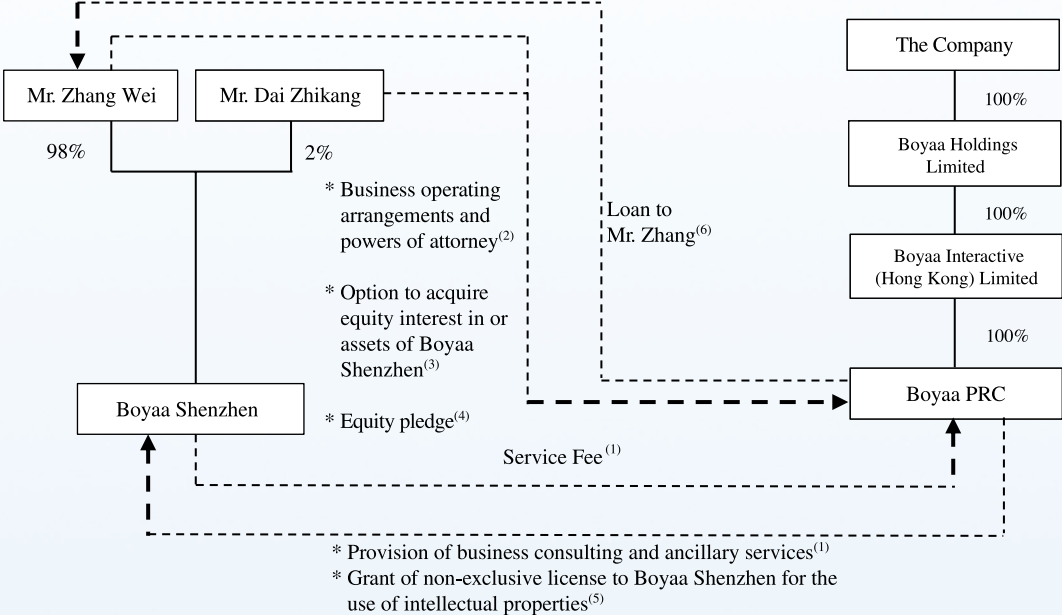 The Company
Mr. Zhang Wei
Mr. Dai Zhikang
100%
98%
2%
Boyaa Holdings
Limited
* Business operating
arrangements and
powers of attorney(2)
Loan to
Mr. Zhang(6)
100%
Boyaa Interactive
(Hong Kong) Limited
* Option to acquire
equity interest in or
assets of Boyaa
Shenzhen(3)
100%
Boyaa Shenzhen
Boyaa PRC
* Equity pledge(4)
Service Fee(1)
* Provision of business consulting and ancillary services(1)
* Grant of non-exclusive license to Boyaa Shenzhen for the
use of intellectual properties(5)